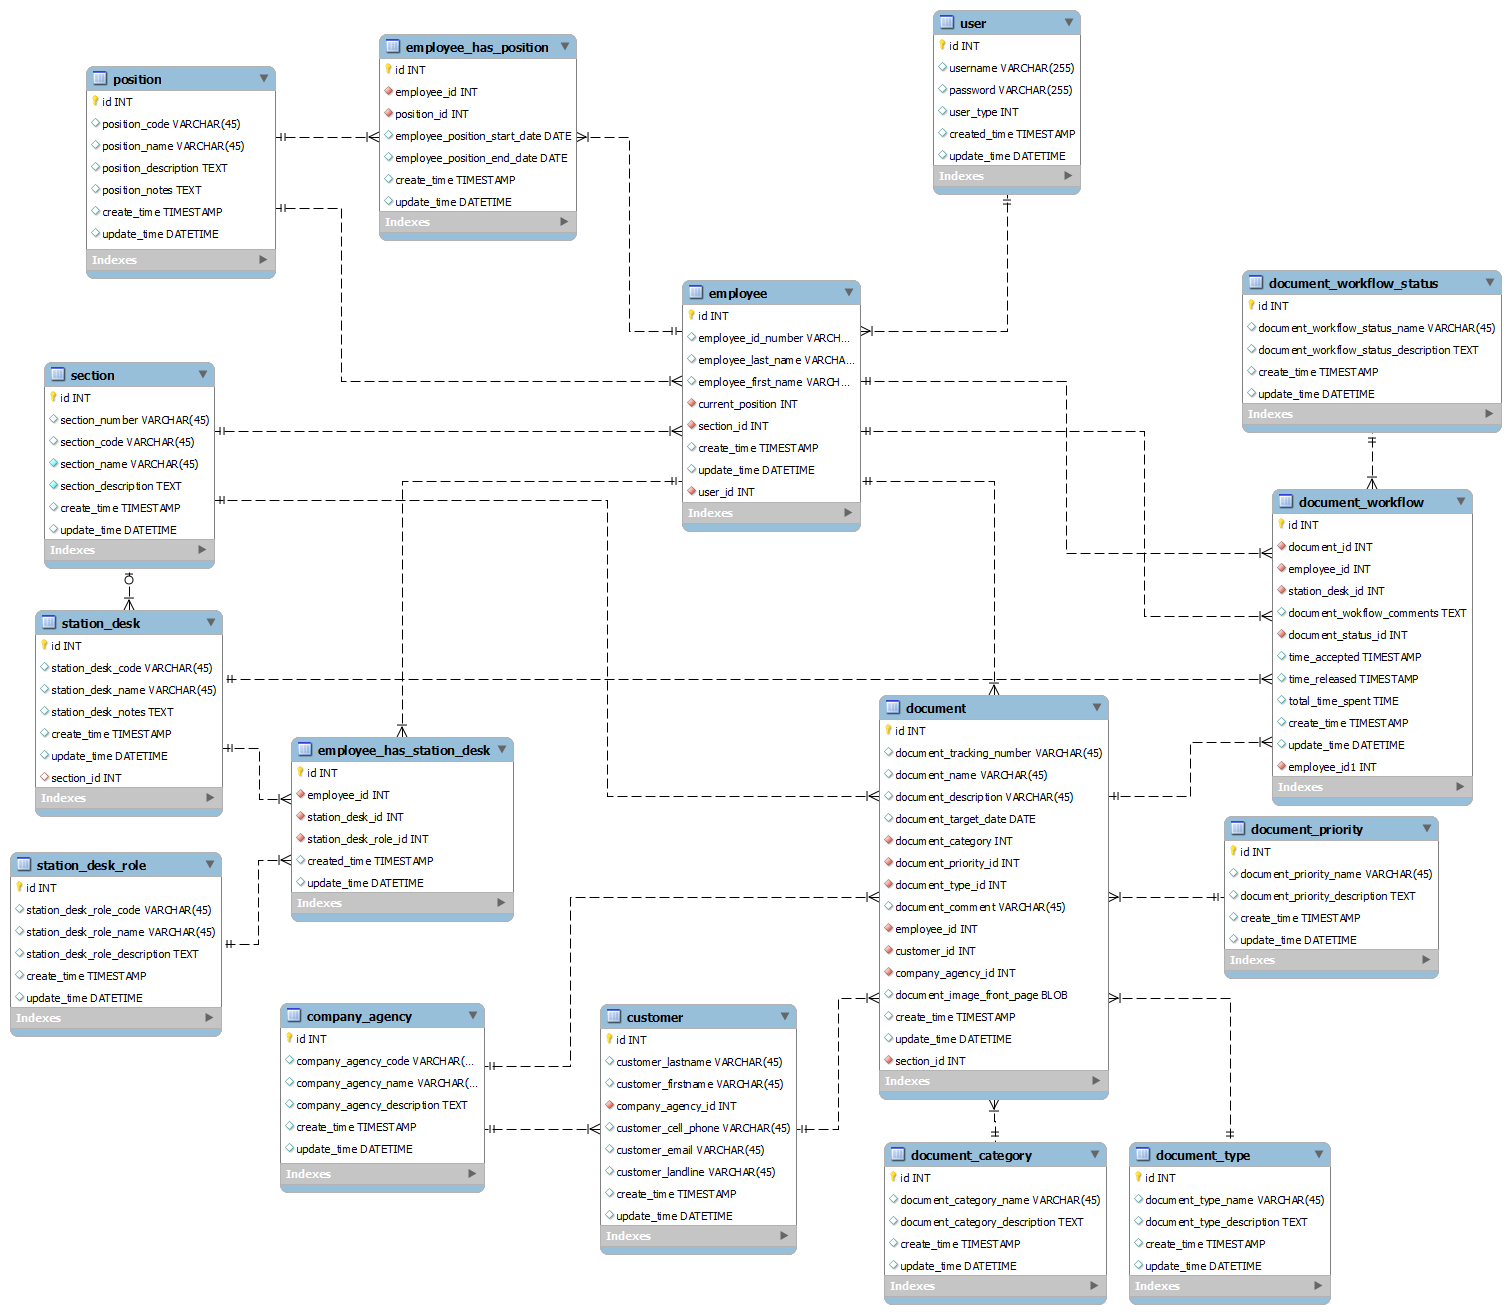 position
id INT
position_code VARCHAR(45)
position_name VARCHAR(45)
position_description TEXT
position_notes TEXT
create_time TIMESTAMP
update_time DATETIME
Indexes
employee_has_position
id INT
employee_id INT
position_id INT
employee_position_start_date DATE
employee_position_end_date DATE
create_time TIMESTAMP
update_time DATETIME
Indexes
user
id INT
username VARCHAR(255)
password VARCHAR(255)
user_type INT
created_time TIMESTAMP
update_time DATETIME
Indexes
employee
id INT
employee_id_number VARCH...
employee_last_name VARCHA...
employee_first_name VARCH...
current_position INT
section_id INT
create_time TIMESTAMP
update_time DATETIME
user_id INT
Indexes
document_workflow_status
id INT
document_workflow_status_name VARCHAR(45)
document_workflow_status_description TEXT
create_time TIMESTAMP
update_time DATETIME
Indexes
section
id INT
section_number VARCHAR(45)
section_code VARCHAR(45)
section_name VARCHAR(45)
section_description TEXT
create_time TIMESTAMP
update_time DATETIME
Indexes
document_workflow
id INT
document_id INT
employee_id INT
station_desk_id INT
document_wokflow_comments TEXT
document_status_id INT
time_accepted TIMESTAMP
time_released TIMESTAMP
total_time_spent TIME
create_time TIMESTAMP
update_time DATETIME
employee_id1 INT
Indexes
station_desk
id INT
station_desk_code VARCHAR(45)
station_desk_name VARCHAR(45)
station_desk_notes TEXT
create_time TIMESTAMP
update_time DATETIME
section_id INT
Indexes
employee_has_station_desk
id INT
employee_id INT
station_desk_id INT
station_desk_role_id INT
created_time TIMESTAMP
update_time DATETIME
Indexes
document
id INT
document_tracking_number VARCHAR(45)
document_name VARCHAR(45)
document_description VARCHAR(45)
document_target_date DATE
document_category INT
document_priority_id INT
document_type_id INT
document_comment VARCHAR(45)
employee_id INT
customer_id INT
company_agency_id INT
document_image_front_page BLOB
create_time TIMESTAMP
update_time DATETIME
section_id INT
Indexes
document_priority
id INT
document_priority_name VARCHAR(45)
document_priority_description TEXT
create_time TIMESTAMP
update_time DATETIME
Indexes
station_desk_role
id INT
station_desk_role_code VARCHAR(45)
station_desk_role_name VARCHAR(45)
station_desk_role_description TEXT
create_time TIMESTAMP
update_time DATETIME
Indexes
company_agency
id INT
company_agency_code VARCHAR(...
company_agency_name VARCHAR(...
company_agency_description TEXT
create_time TIMESTAMP
update_time DATETIME
Indexes
customer
id INT
customer_lastname VARCHAR(45)
customer_firstname VARCHAR(45)
company_agency_id INT
customer_cell_phone VARCHAR(45)
customer_email VARCHAR(45)
customer_landline VARCHAR(45)
create_time TIMESTAMP
update_time DATETIME
Indexes
document_category
id INT
document_category_name VARCHAR(45)
document_category_description TEXT
create_time TIMESTAMP
update_time DATETIME
Indexes
document_type
id INT
document_type_name VARCHAR(45)
document_type_description TEXT
create_time TIMESTAMP
update_time DATETIME
Indexes